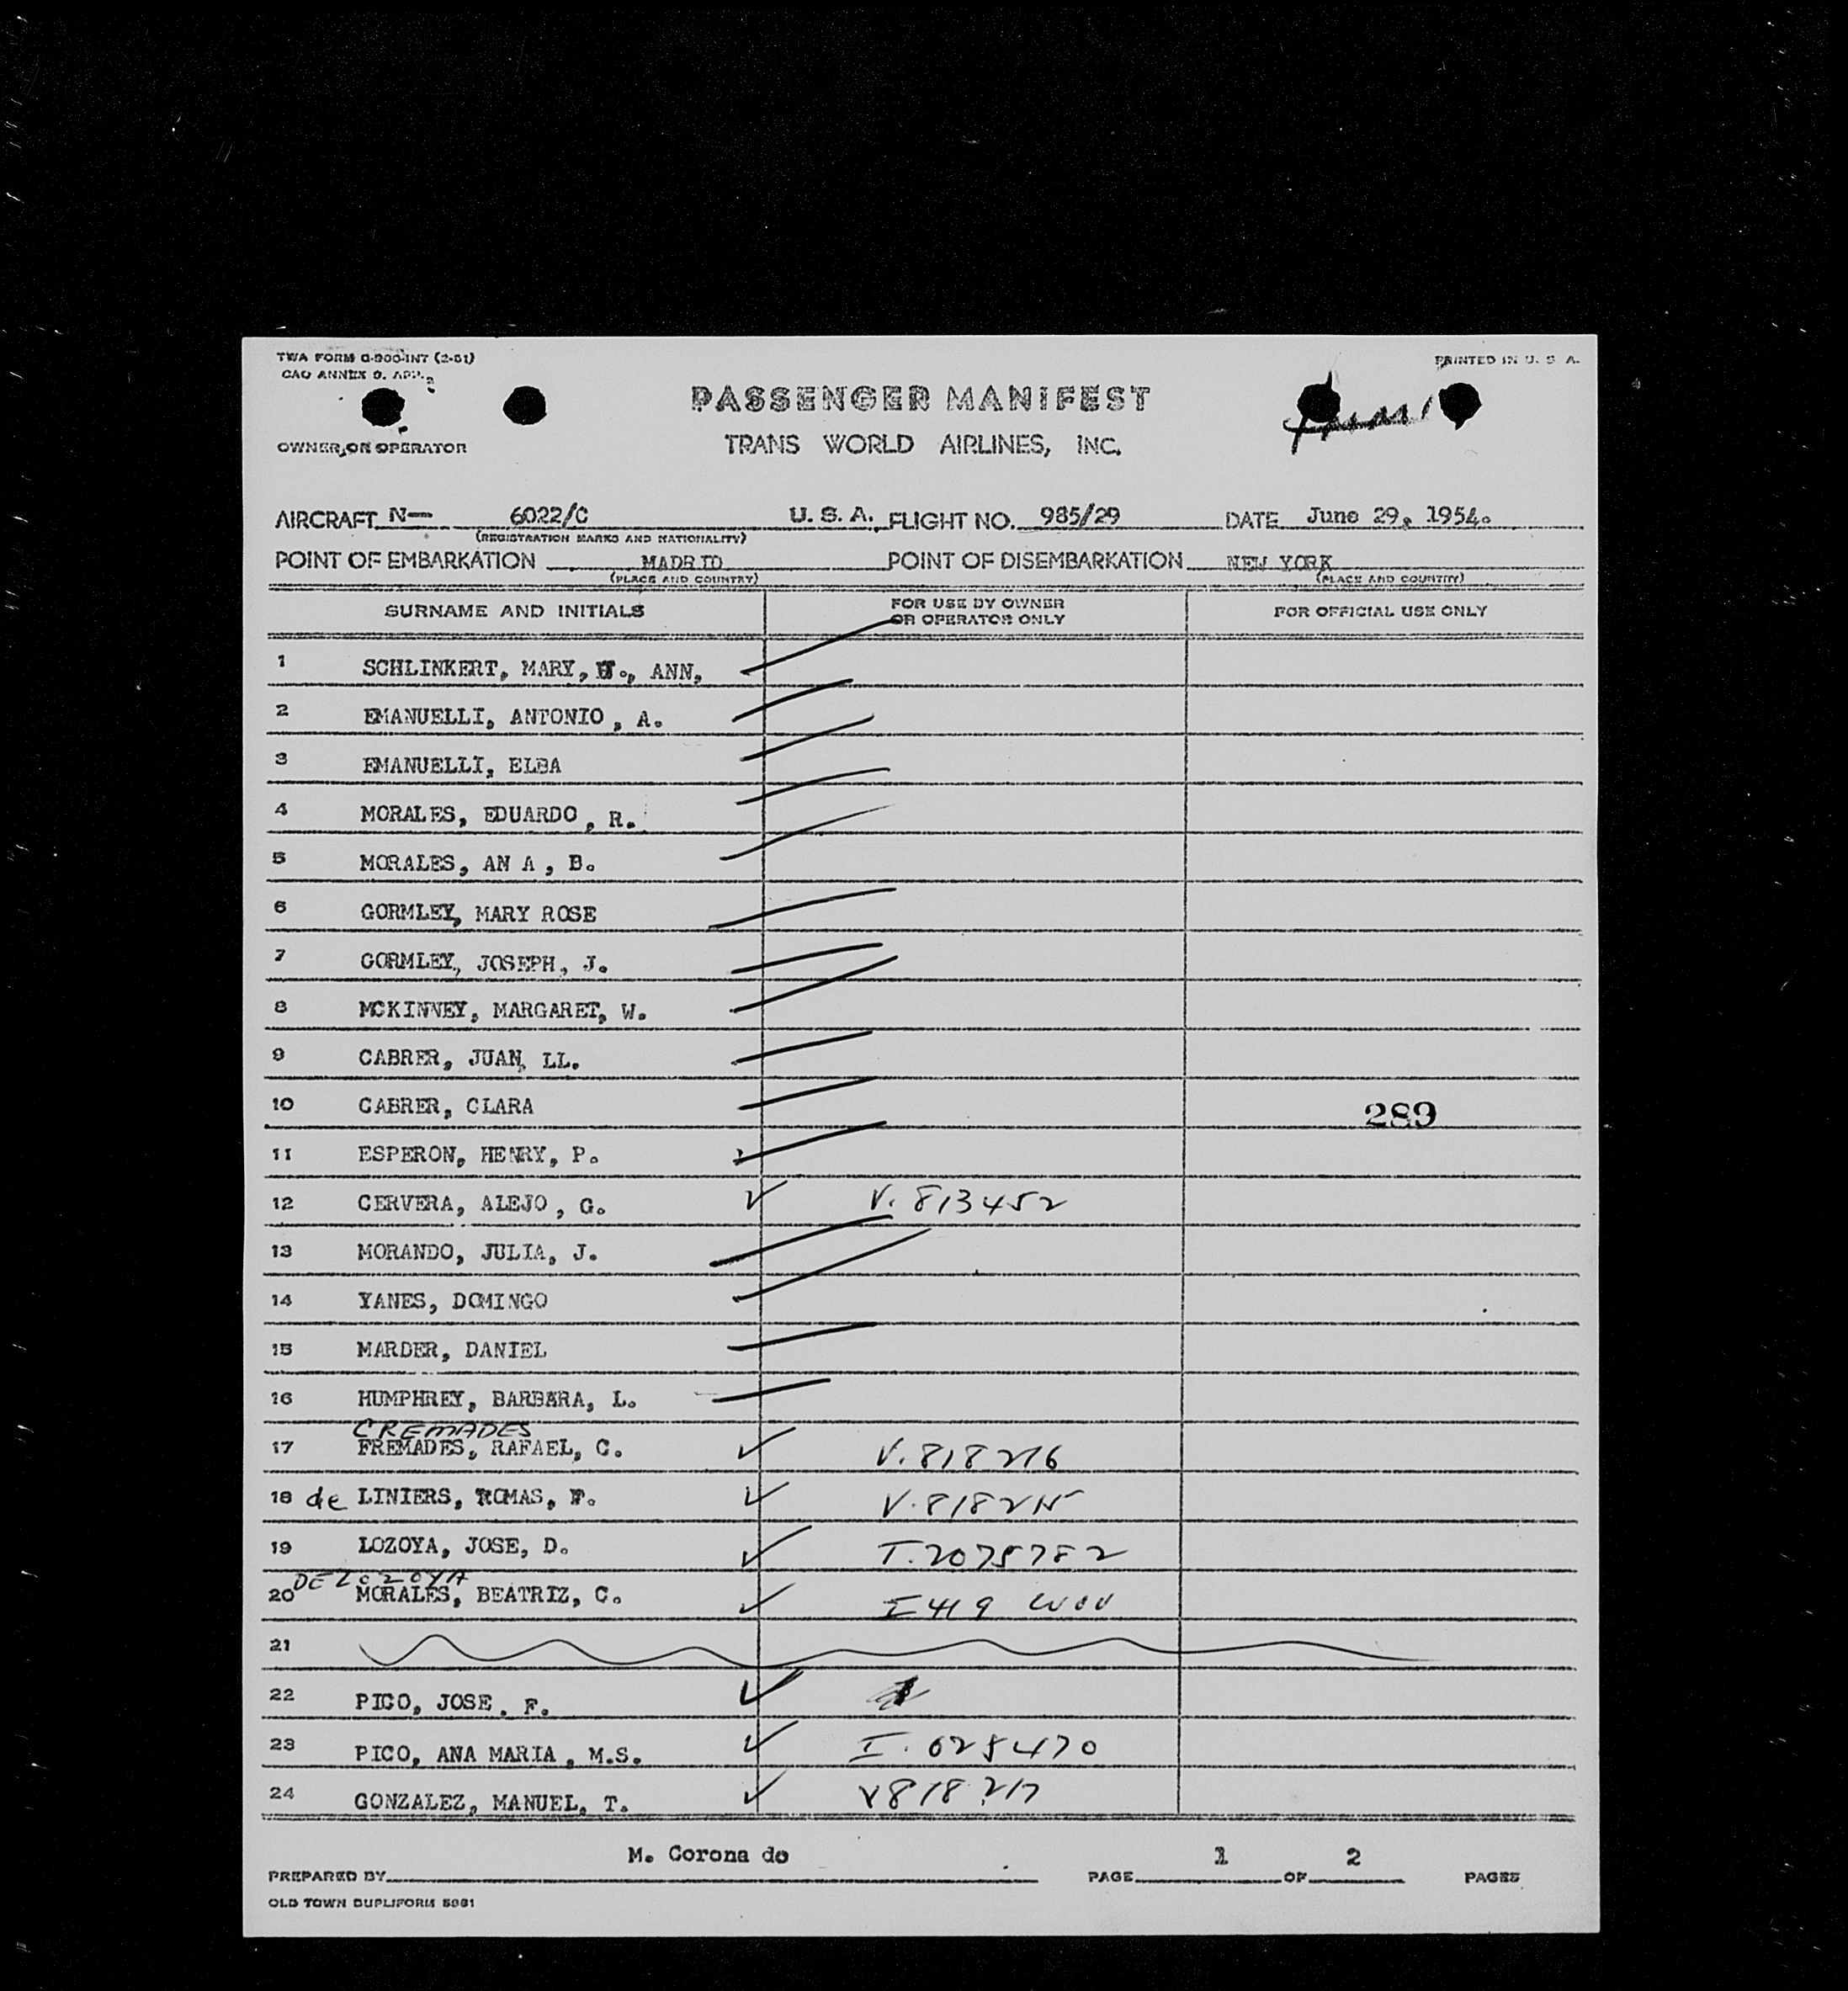 TWA FORM G-900-INT (2-51)
PRINTED IN U. S. A.
CAO ANNEX 9. APP.
PASSENGER MANIFEST
OWNER OR OPERATOR
TRANS WORLD AIRLINES, INC.
AIRCRAFT N— 6022/C U. S. A. FLIGHT NO. 985/29 DATE June 29, 1954.
(REGISTRATION MARKS AND NATIONALITY)
POINT OF EMBARKATION MADRID POINT OF DISEMBARKATION NEW YORK
(PLACE AND COUNTRY) (PLACE AND COUNTRY)
SURNAME AND INITIALS FOR USE BY OWNER OR OPERATOR ONLY FOR OFFICIAL USE ONLY
1 SCHLINKERT, MARY, ANN,
2 EMANUELLI, ANTONIO, A.
3 EMANUELLI, ELBA
4 MORALES, EDUARDO, R.
5 MORALES, AN A, B.
6 GORMLEY, MARY ROSE
7 GORMLEY, JOSEPH, J.
8 MCKINNEY, MARGARET, W.
9 CABRER, JUAN, LL.
10 CABRER, CLARA 289
11 ESPERON, HENRY, P.
12 CERVERA, ALEJO, G. V. 813452
13 MORANDO, JULIA, J.
14 YANES, DOMINGO
15 MARDER, DANIEL
16 HUMPHREY, BARBARA, L.
CREMADES
17 FREMADES, RAFAEL, C. V. 818216
18 de LINIERS, TOMAS, F.
19 LOZOYA, JOSE, D. T. 2075782
DE LOZOYA
20 MORALES, BEATRIZ, C. I 419
21
22 PICO, JOSE. F.
23 PICO, ANA MARIA, M.S. I. 025470
24 GONZALEZ, MANUEL, T. V818217
M. Corona do 1 2
PREPARED BY PAGE OF PAGES
OLD TOWN DUPLIFORM 5981